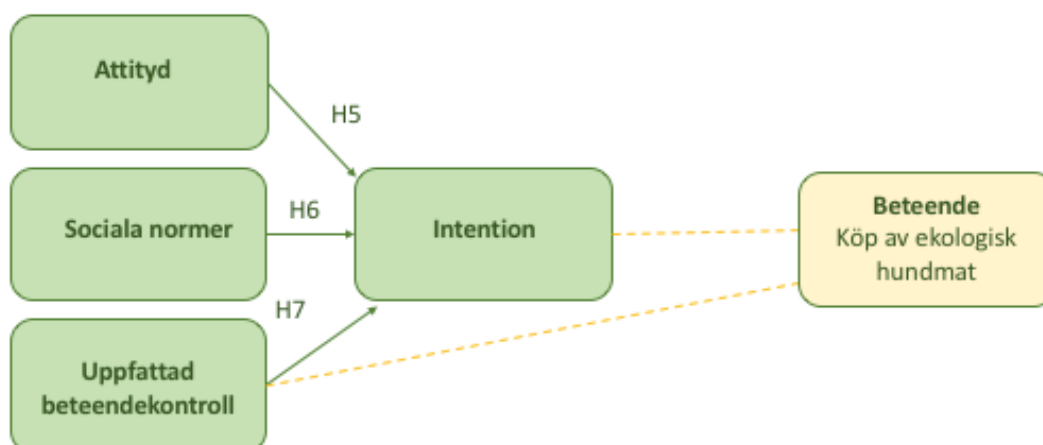 Attityd
H5
Sociala normer
H6
Intention
Beteende
Köp av ekologisk
hundmat
H7
Uppfattad
beteendekontroll